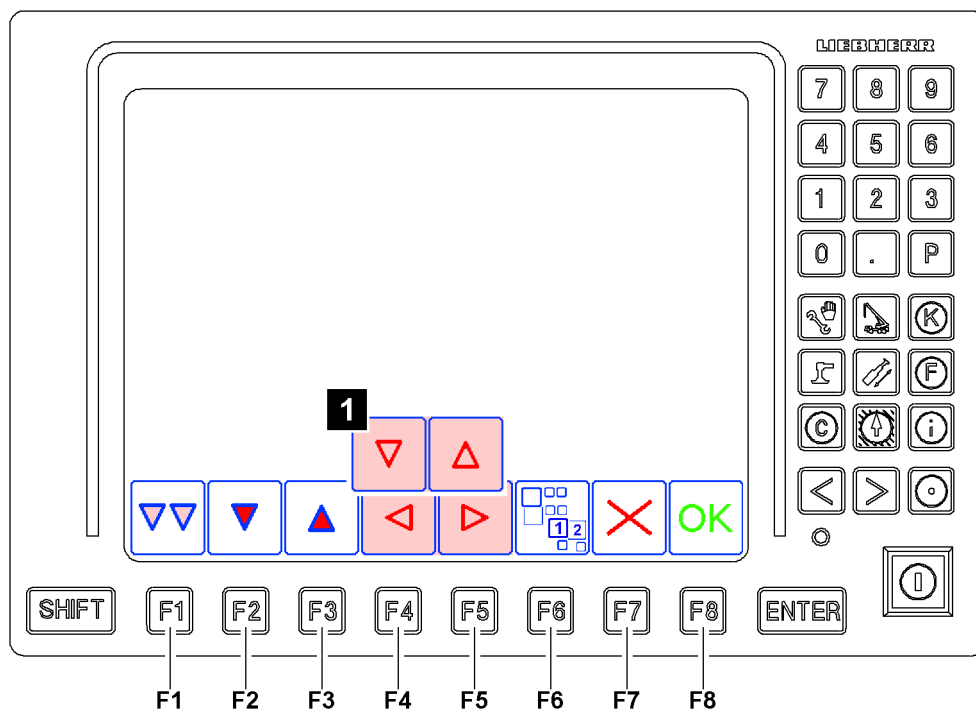 LIEBHERR
7 8 9
4 5 6
1 2 3
0 . P
K
F
C i
1
1 2
OK
< >
SHIFT F1 F2 F3 F4 F5 F6 F7 F8 ENTER
F1 F2 F3 F4 F5 F6 F7 F8